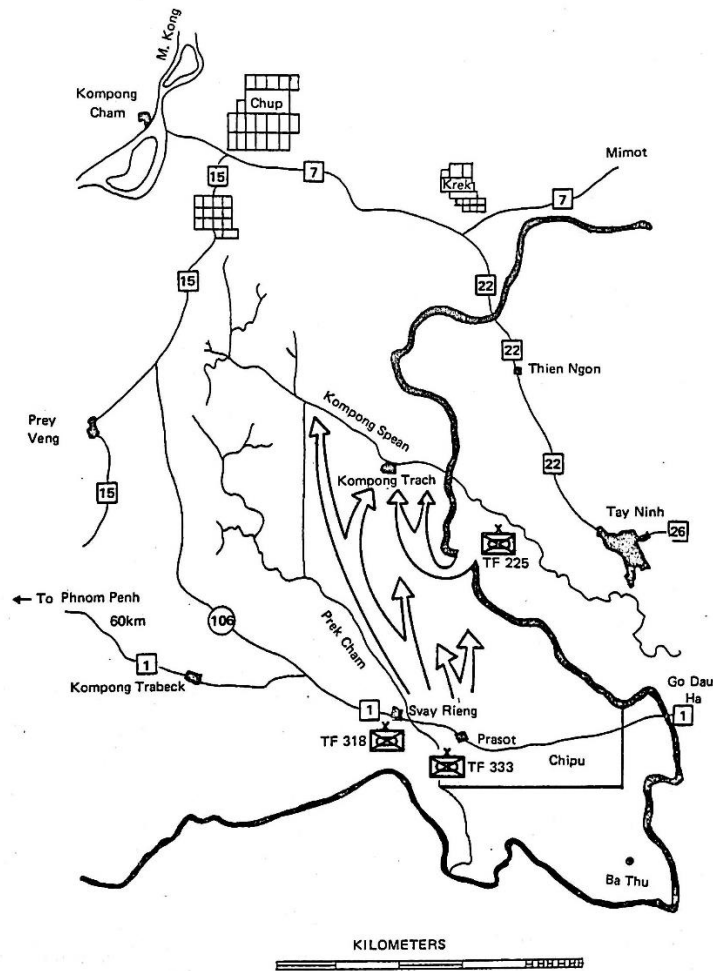 M. Kong
Kompong
Cham
Chup
15
7
Krek
Mimot
7
15
22
22
Thien Ngon
Kompong Spean
Prey
Veng
22
15
Kompong Trach
Tay Ninh
26
TF 225
← To Phnom Penh
60km
106
Prek Cham
1
Kompong Trabeck
Go Dau
Ha
1
Svay Rieng
1
TF 318
Prasot
Chipu
TF 333
Ba Thu
KILOMETERS